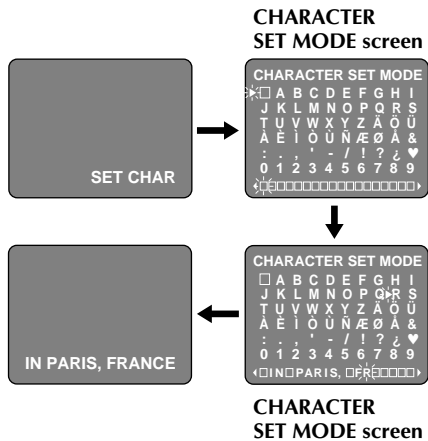 CHARACTER
SET MODE screen
SET CHAR
CHARACTER SET MODE
□ A B C D E F G H I
J K L M N O P Q R S
T U V W X Y Z Ä Ö Ü
À È Ì Ò Ù Ñ Æ Ø Å &
: . , ' - / ! ? ¿ ♥
0 1 2 3 4 5 6 7 8 9
□□□□□□□□□□□□□□□□
IN PARIS, FRANCE
CHARACTER SET MODE
□ A B C D E F G H I
J K L M N O P Q R S
T U V W X Y Z Ä Ö Ü
À È Ì Ò Ù Ñ Æ Ø Å &
: . , ' - / ! ? ¿ ♥
0 1 2 3 4 5 6 7 8 9
□IN□PARIS, □FRE□□□□
CHARACTER
SET MODE screen